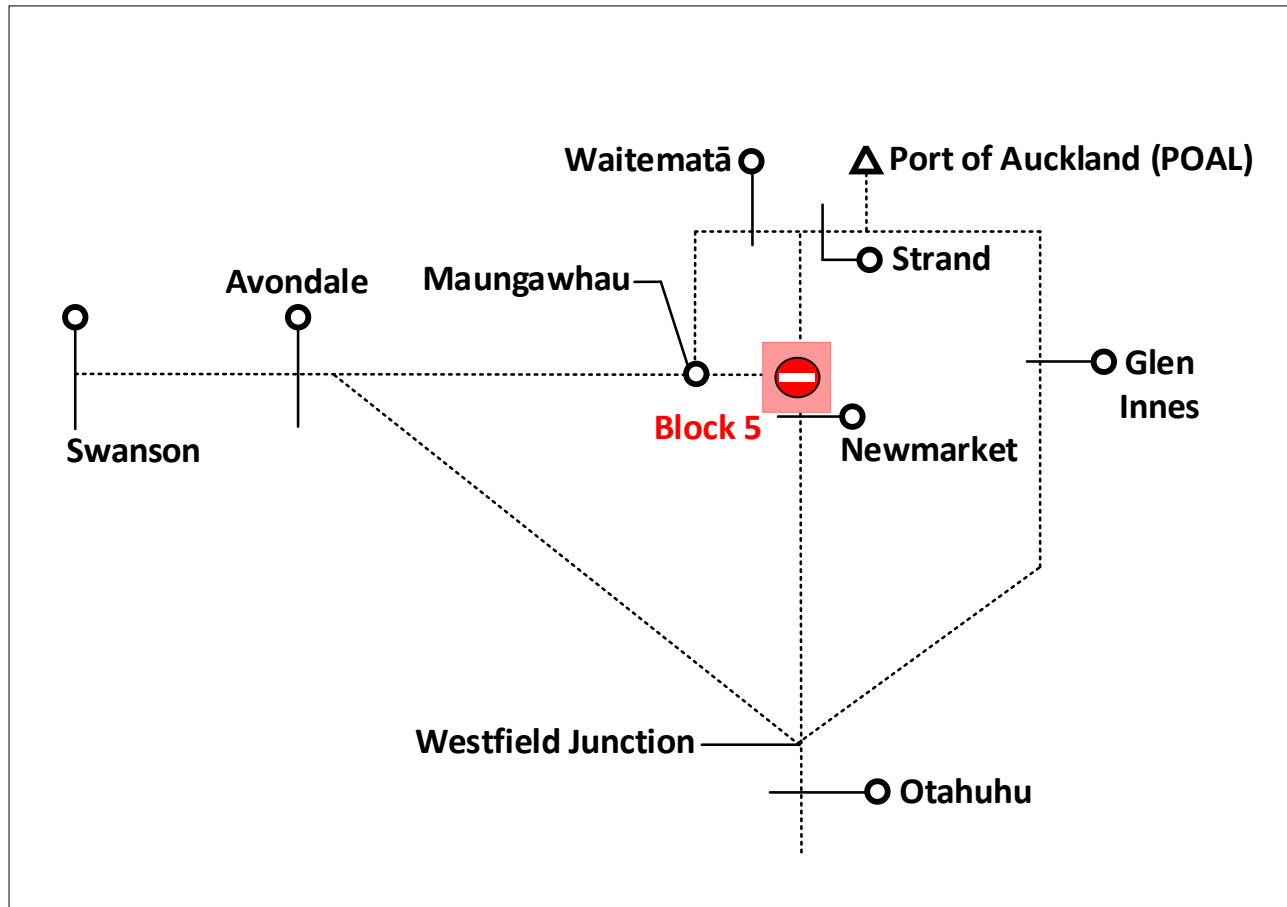 Waitematā
Port of Auckland (POAL)
Strand
Avondale
Maungawhau
Glen
Innes
Block 5
Newmarket
Swanson
Westfield Junction
Otahuhu